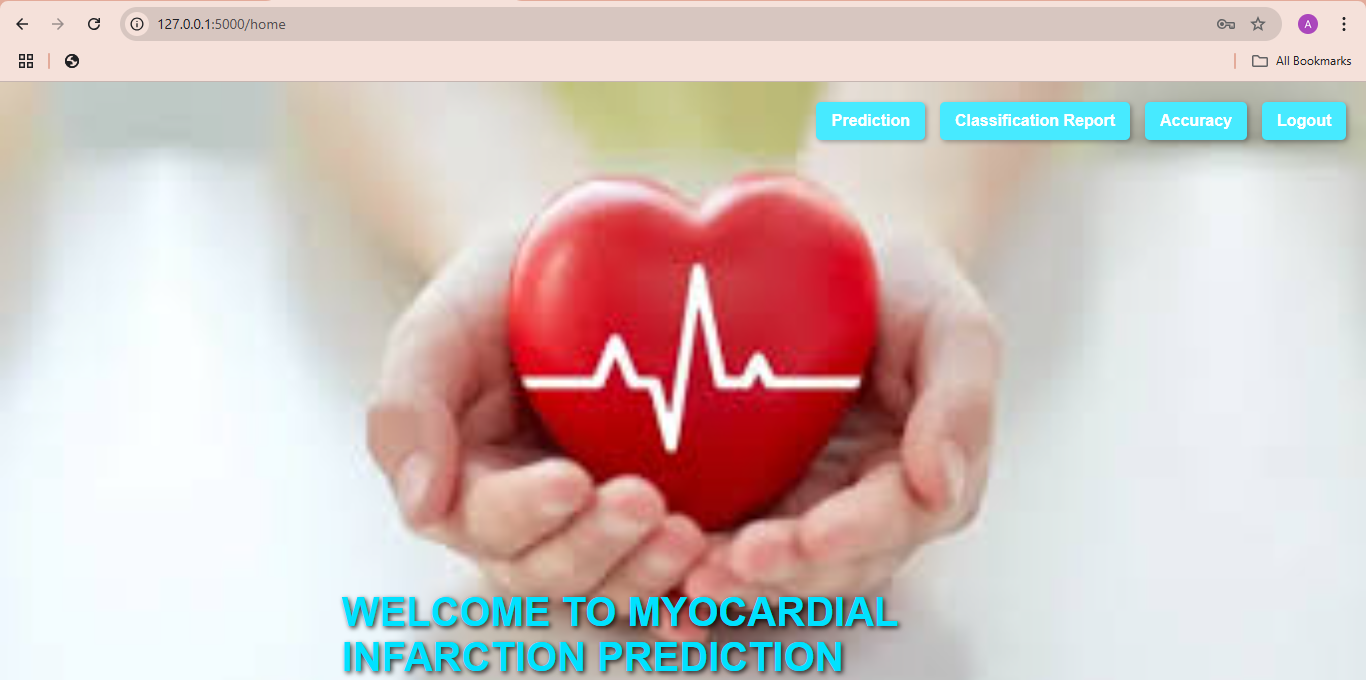 127.0.0.1:5000/home
A
All Bookmarks
Prediction Classification Report Accuracy Logout
WELCOME TO MYOCARDIAL
INFARCTION PREDICTION